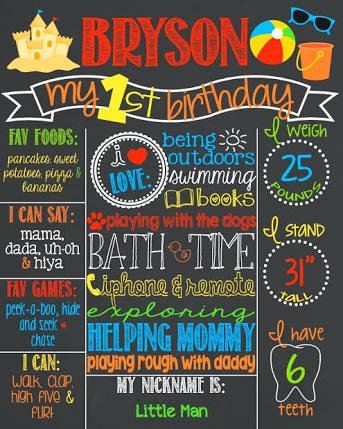 BRYSON
my 1st birthday
FAV FOODS:
pancakes, sweet
potatoes, pizza &
bananas
I CAN SAY:
mama,
dada, uh-oh
& hiya
FAV GAMES:
peek-a-boo, hide
and seek &
chase
I CAN:
WALK, CLAP,
HIGH FIVE &
FLIRT
i
LOVE:
being
outdoors
swimming
books
playing with the dogs
BATH TIME
iphone & remote
exploring
HELPING MOMMY
playing rough with daddy
MY NICKNAME IS:
Little Man
I WEIGH
25
POUNDS
I STAND
31"
TALL
I have
6
teeth